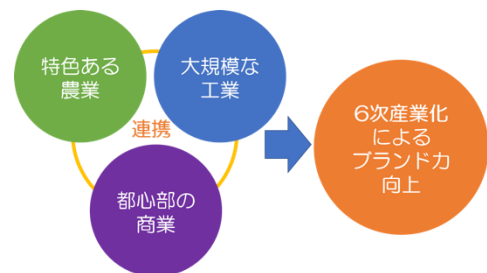 特色ある
農業
大規模な
工業
連携
都心部の
商業
6次産業化
による
ブランド力
向上